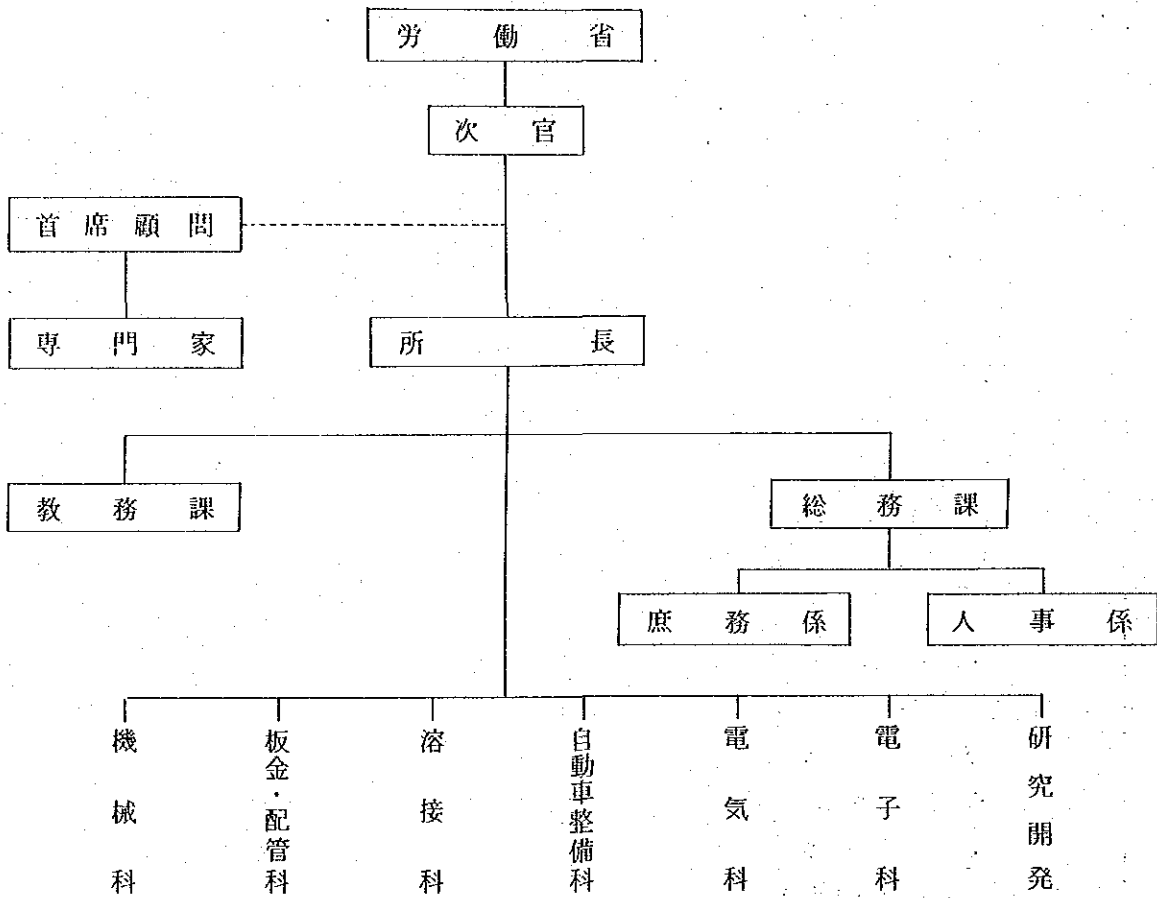 労働省
次官
首席顧問
専門家
所長
教務課
総務課
庶務係
人事係
機械科
板金・配管科
溶接科
自動車整備科
電気科
電子科
研究開発